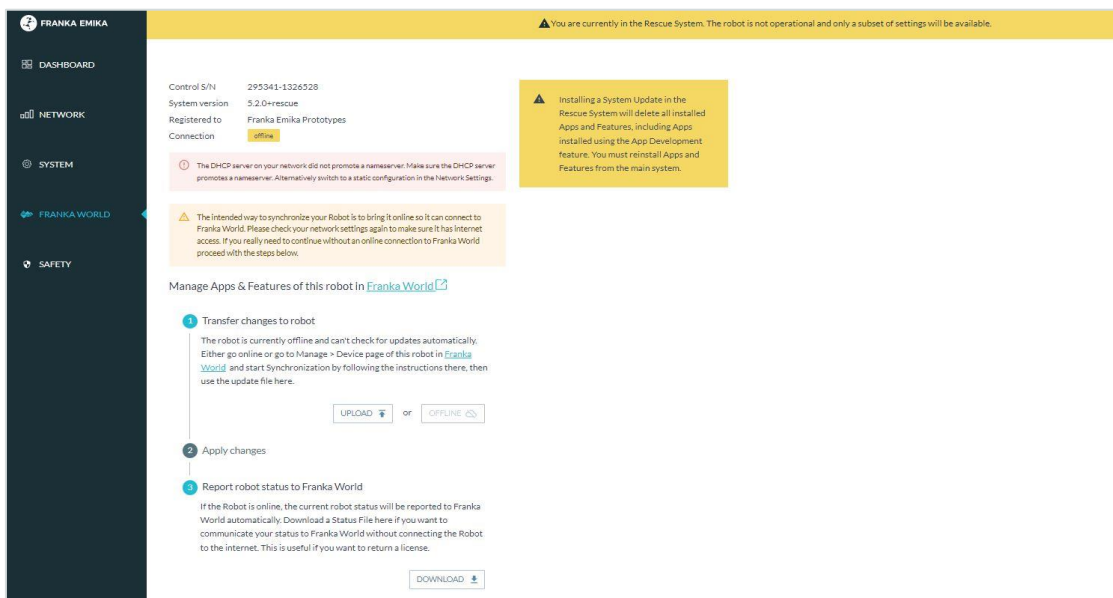 FRANKA EMIKA
You are currently in the Rescue System. The robot is not operational and only a subset of settings will be available.
DASHBOARD
NETWORK
SYSTEM
FRANKA WORLD
SAFETY
Control S/N 295341-1326528
System version 5.2.0+rescue
Registered to Franka Emika Prototypes
Connection offline
The DHCP server on your network did not promote a nameserver. Make sure the DHCP server
promotes a nameserver. Alternatively switch to a static configuration in the Network Settings.
The intended way to synchronize your Robot is to bring it online so it can connect to
Franka World. Please check your network settings again to make sure it has internet
access. If you really need to continue without an online connection to Franka World
proceed with the steps below.
Installing a System Update in the
Rescue System will delete all installed
Apps and Features, including Apps
installed using the App Development
feature. You must reinstall Apps and
Features from the main system.
Manage Apps & Features of this robot in Franka World
1 Transfer changes to robot
The robot is currently offline and can't check for updates automatically.
Either go online or go to Manage > Device page of this robot in Franka
World and start Synchronization by following the instructions there, then
use the update file here.
UPLOAD or OFFLINE
2 Apply changes
3 Report robot status to Franka World
If the Robot is online, the current robot status will be reported to Franka
World automatically. Download a Status File here if you want to
communicate your status to Franka World without connecting the Robot
to the internet. This is useful if you want to return a license.
DOWNLOAD